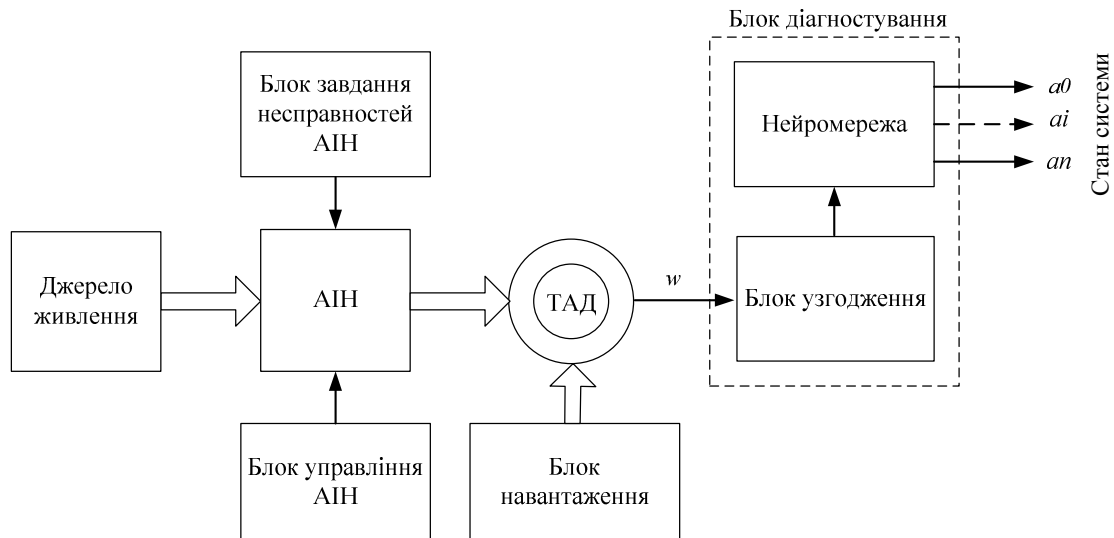 Блок діагностування
Блок завдання
несправностей
АІН
Нейромережа
a0
ai
an
Стан системи
Джерело
живлення
АІН
ТАД
w
Блок узгодження
Блок управління
АІН
Блок
навантаження